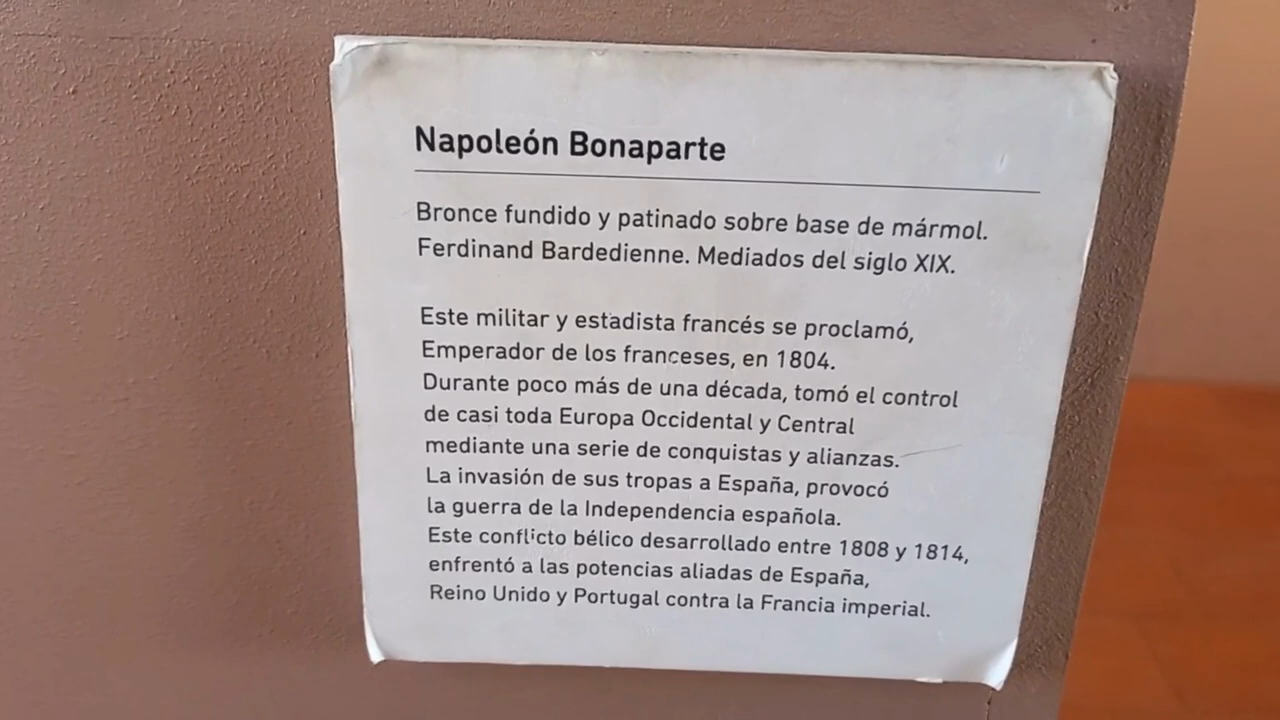 Napoleón Bonaparte
Bronce fundido y patinado sobre base de mármol.
Ferdinand Bardedienne. Mediados del siglo XIX.
Este militar y estadista francés se proclamó,
Emperador de los franceses, en 1804.
Durante poco más de una década, tomó el control
de casi toda Europa Occidental y Central
mediante una serie de conquistas y alianzas.
La invasión de sus tropas a España, provocó
la guerra de la Independencia española.
Este conflicto bélico desarrollado entre 1808 y 1814,
enfrentó a las potencias aliadas de España,
Reino Unido y Portugal contra la Francia imperial.